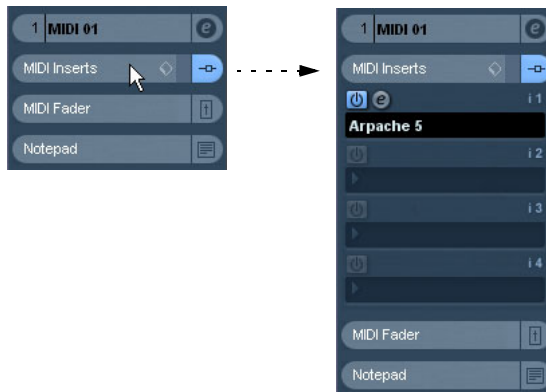 1 MIDI 01 e
MIDI Inserts
MIDI Fader
Notepad
1 MIDI 01 e
MIDI Inserts
e i 1
Arpache 5
i 2
i 3
i 4
MIDI Fader
Notepad